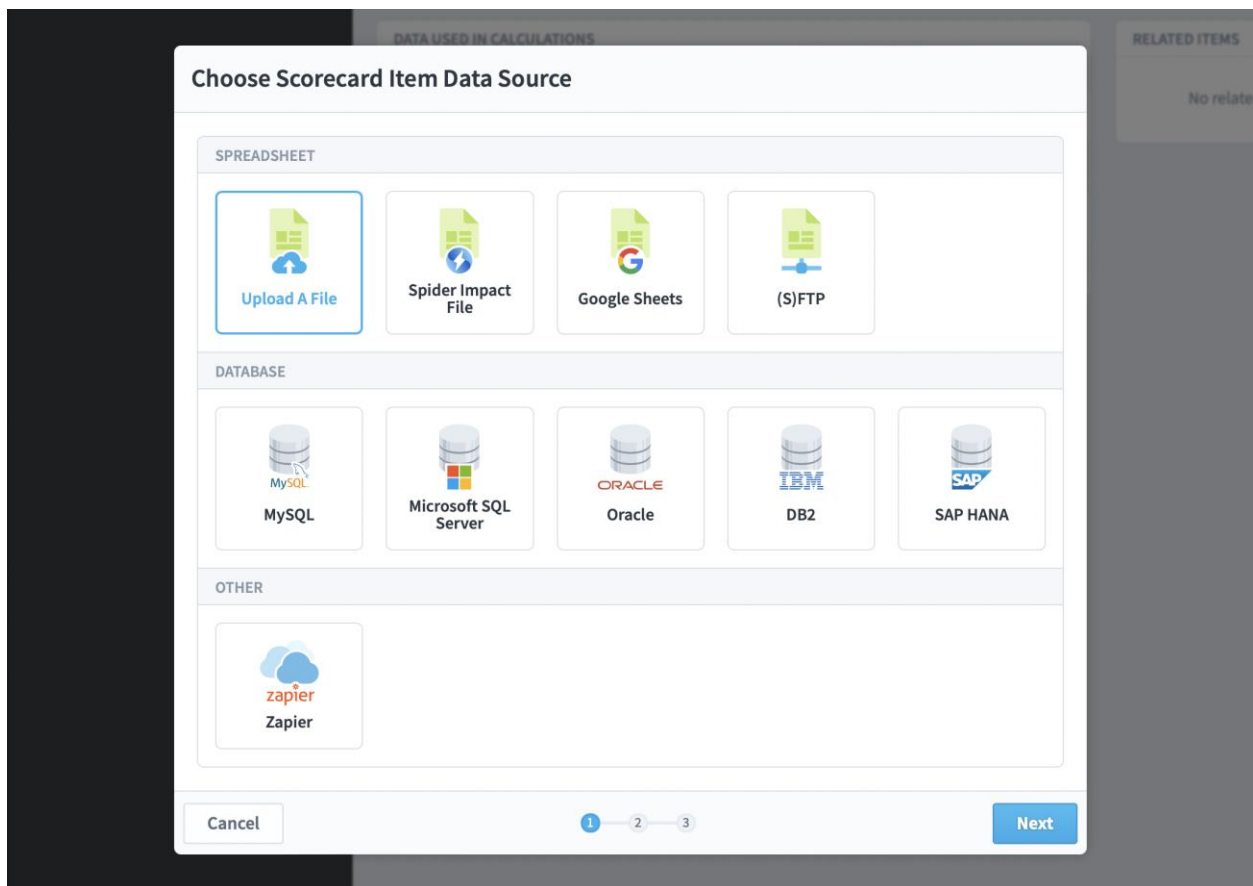 DATA USED IN CALCULATIONS
RELATED ITEMS
No relate
Choose Scorecard Item Data Source
SPREADSHEET
Upload A File
Spider Impact
File
G
Google Sheets
(S)FTP
DATABASE
MySQL
MySQL
Microsoft SQL
Server
ORACLE
Oracle
IBM
DB2
SAP
SAP HANA
OTHER
zapier
Zapier
Cancel
1 2 3
Next